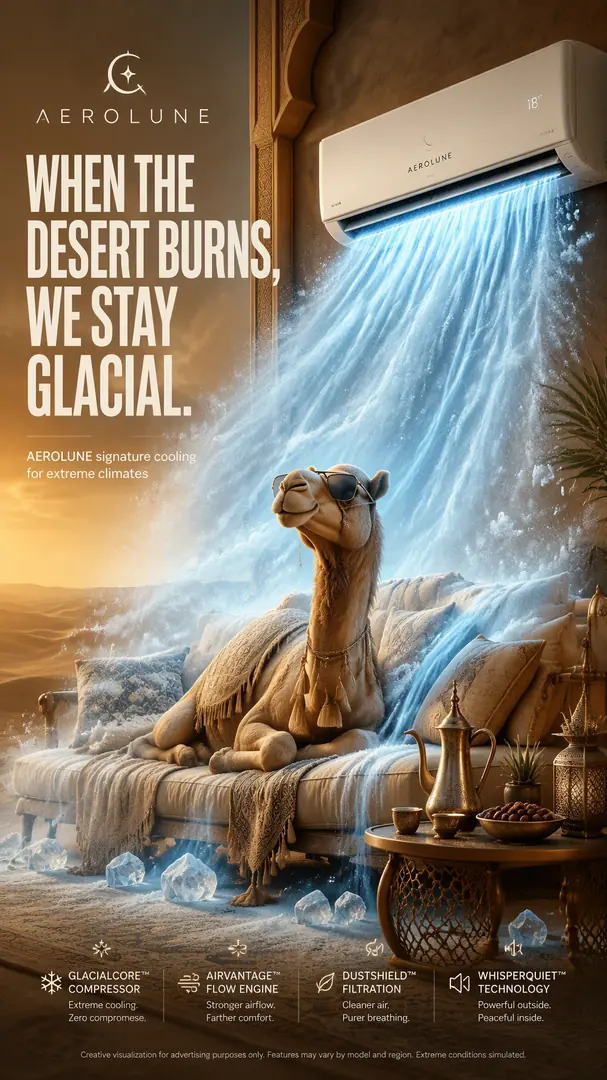 AEROLUNE
WHEN THE
DESERT BURNS,
WE STAY
GLACIAL.
AEROLUNE signature cooling
for extreme climates
18°
AEROLUNE
GLACIALCORE™
COMPRESSOR
Extreme cooling.
Zero compromese.
AIRVANTAGE™
FLOW ENGINE
Stronger airflow.
Farther comfort.
DUSTSHIELD™
FILTRATION
Cleaner air.
Purer breathing.
WHISPERQUIET™
TECHNOLOGY
Powerful outside.
Peaceful inside.
Creative visualization for advertising purposes only. Features may vary by model and region. Extreme conditions simulated.